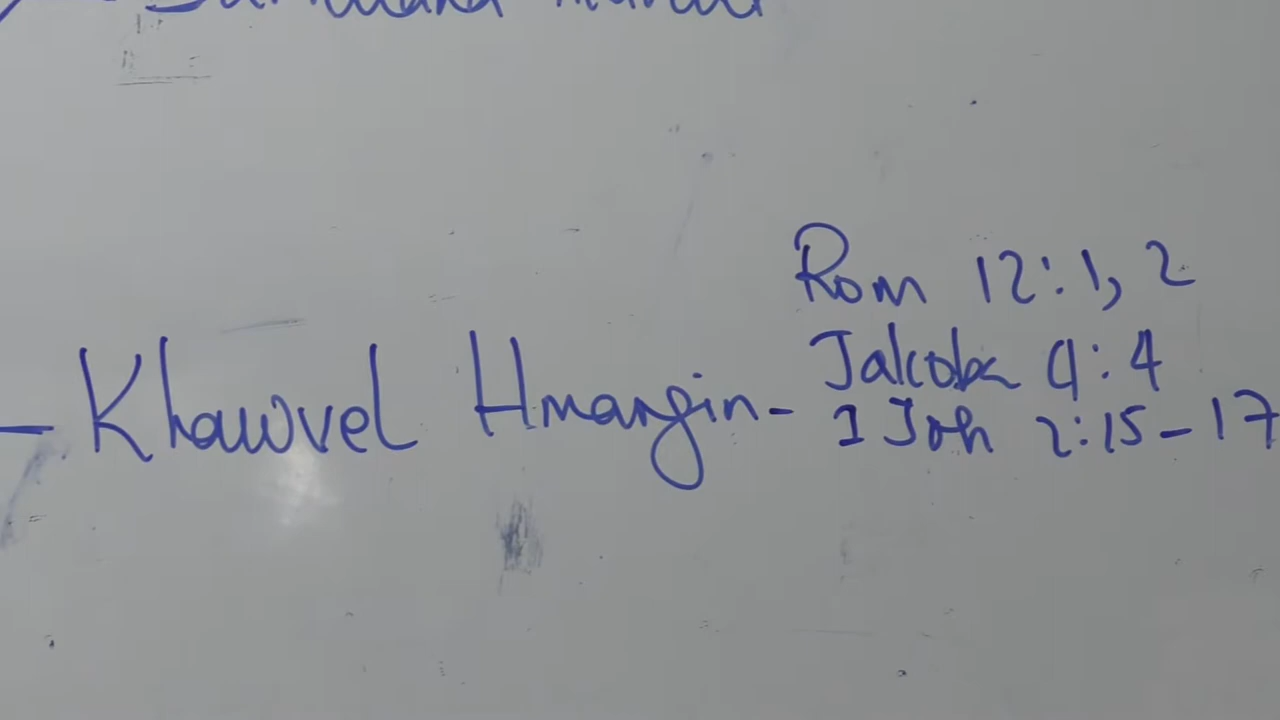 Rom 12:1, 2
- Khawvel Hmangin - Jakoba 4:4
1 Joh 2:15-17